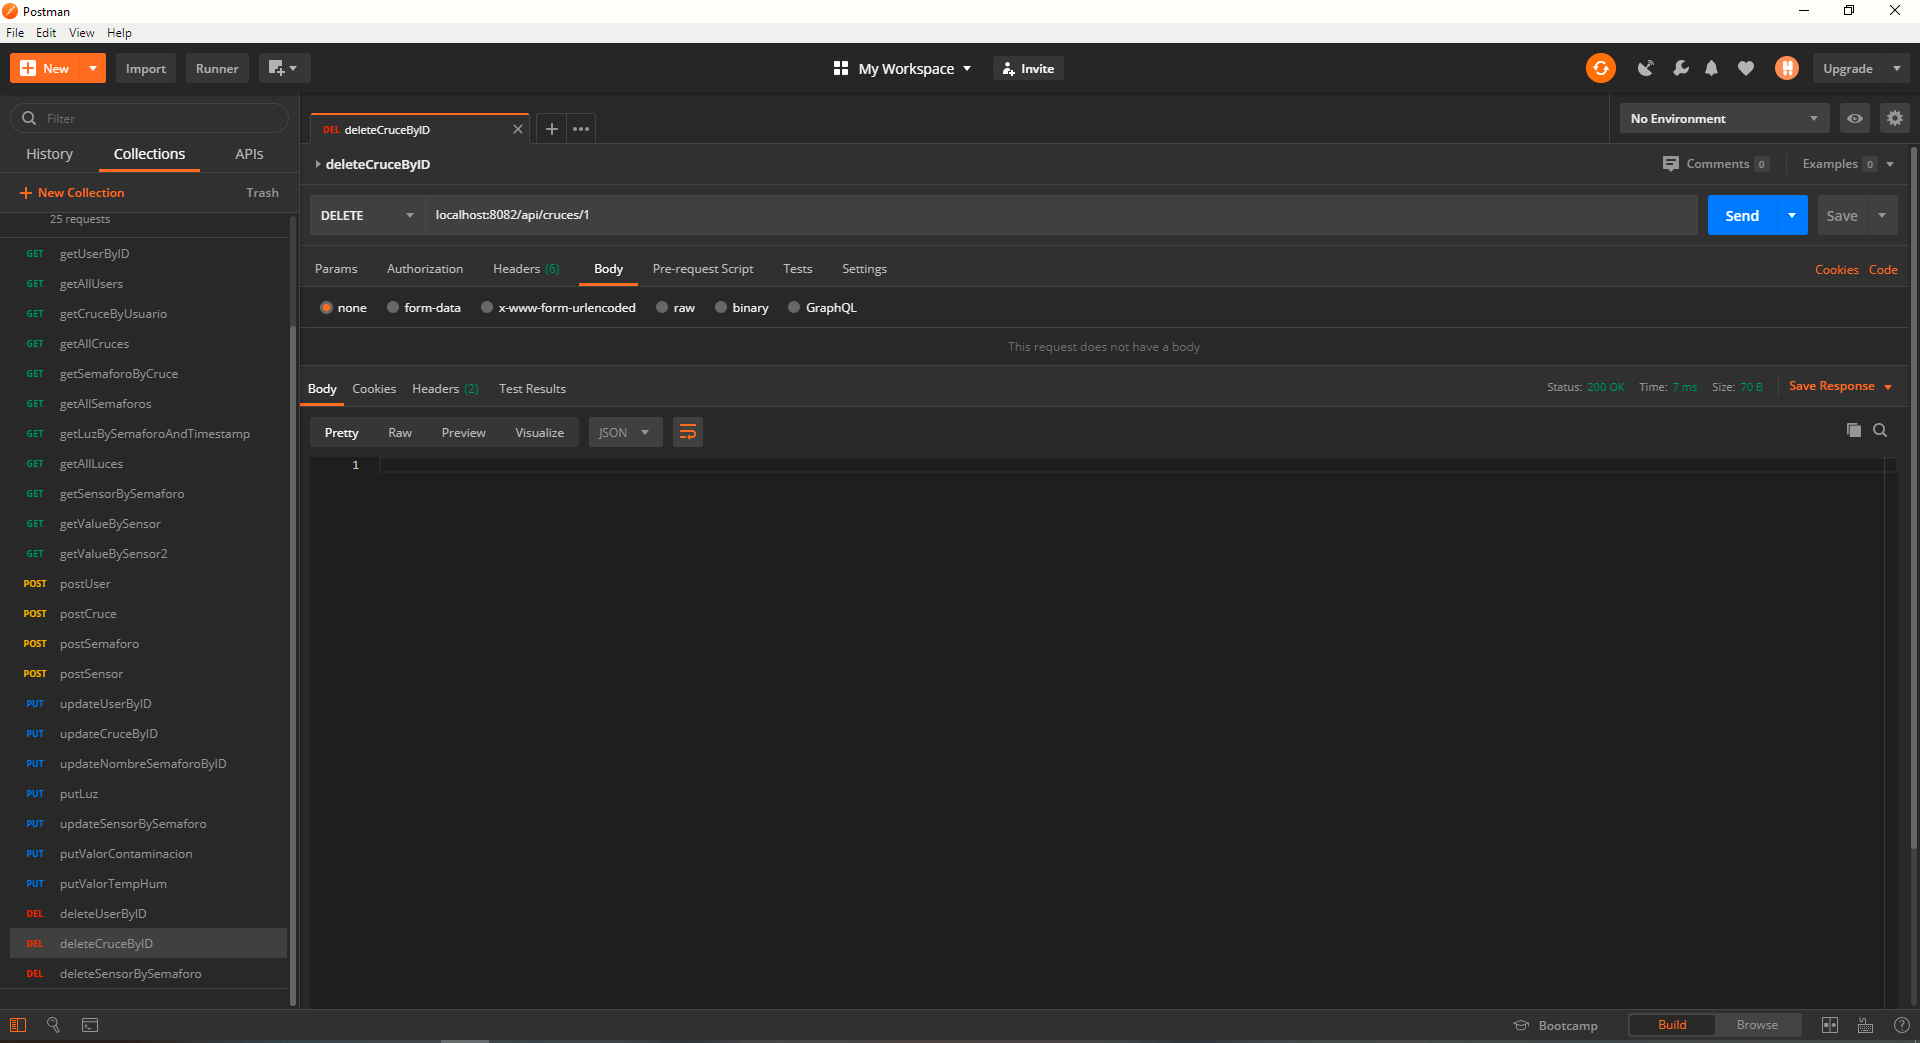 Postman
File Edit View Help
New Import Runner My Workspace Invite Upgrade
Filter
History Collections APIs
New Collection Trash
25 requests
GET getUserByID
GET getAllUsers
GET getCruceByUsuario
GET getAllCruces
GET getSemaforoByCruce
GET getAllSemaforos
GET getLuzBySemaforoAndTimestamp
GET getAllLuces
GET getSensorBySemaforo
GET getValueBySensor
GET getValueBySensor2
POST postUser
POST postCruce
POST postSemaforo
POST postSensor
PUT updateUserByID
PUT updateCruceByID
PUT updateNombreSemaforoByID
PUT putLuz
PUT updateSensorBySemaforo
PUT putValorContaminacion
PUT putValorTempHum
DEL deleteUserByID
DEL deleteCruceByID
DEL deleteSensorBySemaforo
DEL deleteCruceByID No Environment
deleteCruceByID Comments 0 Examples 0
DELETE localhost:8082/api/cruces/1 Send Save
Params Authorization Headers (6) Body Pre-request Script Tests Settings Cookies Code
none form-data x-www-form-urlencoded raw binary GraphQL
This request does not have a body
Body Cookies Headers (2) Test Results Status: 200 OK Time: 7 ms Size: 70 B Save Response
Pretty Raw Preview Visualize JSON
1
Bootcamp Build Browse